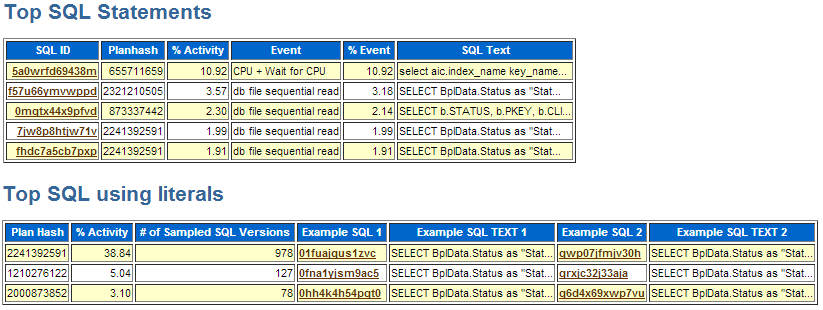 Top SQL Statements
SQL ID Planhash % Activity Event % Event SQL Text
5a0wrfd69438m 655711659 10.92 CPU + Wait for CPU 10.92 select aic.index_name key_name...
f57u66ymvwppd 2321210505 3.57 db file sequential read 3.18 SELECT BplData.Status as "Stat...
0mqtx44x9pfvd 873337442 2.30 db file sequential read 2.14 SELECT b.STATUS, b.PKEY, b.CLI...
7jw8p8htjw71v 2241392591 1.99 db file sequential read 1.99 SELECT BplData.Status as "Stat...
fhdc7a5cb7pxp 2241392591 1.91 db file sequential read 1.91 SELECT BplData.Status as "Stat...
Top SQL using literals
Plan Hash % Activity # of Sampled SQL Versions Example SQL 1 Example SQL TEXT 1 Example SQL 2 Example SQL TEXT 2
2241392591 38.84 978 01fuajqus1zvc SELECT BplData.Status as "Stat... qwp07jfmjv30h SELECT BplData.Status as "Stat...
1210276122 5.04 127 0fna1yjsm9ac5 SELECT BplData.Status as "Stat... qrxjc32j33aja SELECT BplData.Status as "Stat...
2000873852 3.10 78 0hh4k4h54pqt0 SELECT BplData.Status as "Stat... g6d4x69xwp7vu SELECT BplData.Status as "Stat...